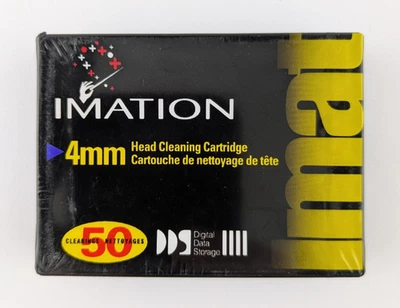 IMATION
4mm Head Cleaning Cartridge
Cartouche de nettoyage de tête
50
CLEANINGS NETTOYAGES
DDS Digital
Data
Storage
imat